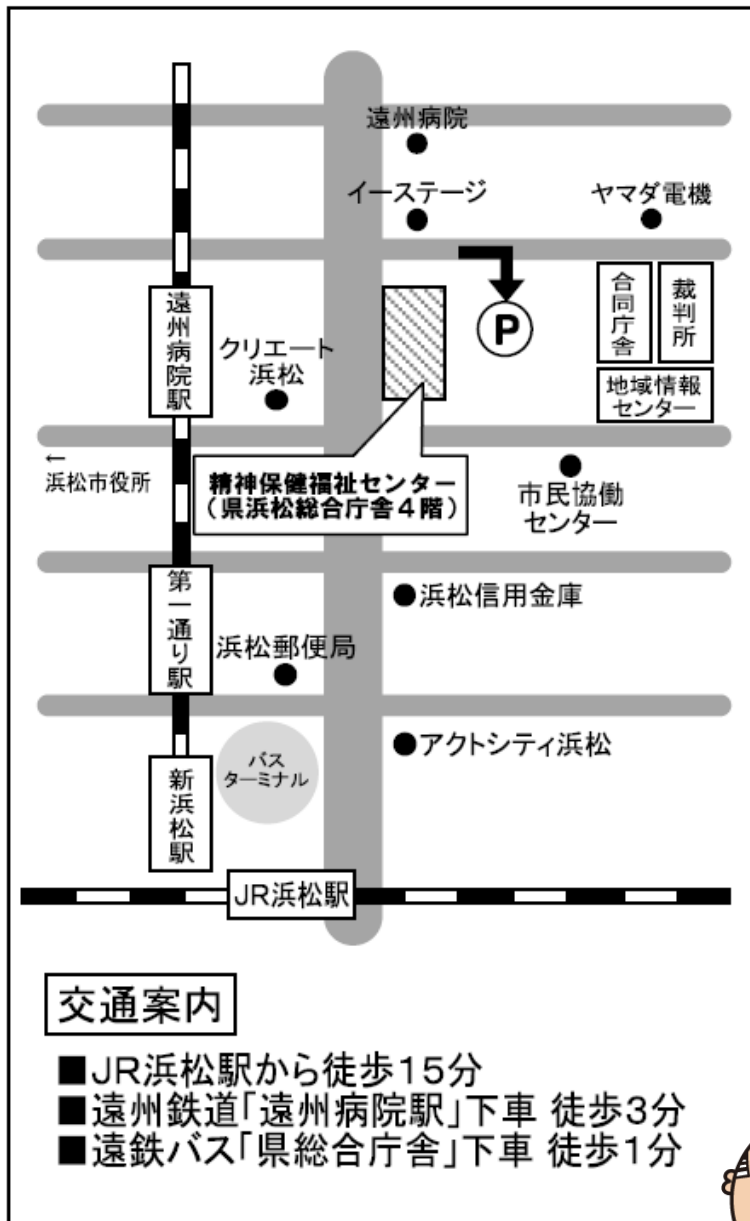 遠州病院
イーステージ
ヤマダ電機
遠州病院駅
クリエート
浜松
P
合同庁舎
裁判所
地域情報
センター
←
浜松市役所
精神保健福祉センター
（県浜松総合庁舎４階）
市民協働
センター
第一通り駅
浜松信用金庫
浜松郵便局
バス
ターミナル
アクトシティ浜松
新浜松駅
JR浜松駅
交通案内
■JR浜松駅から徒歩１５分
■遠州鉄道｢遠州病院駅｣下車 徒歩３分
■遠鉄バス｢県総合庁舎｣下車 徒歩１分